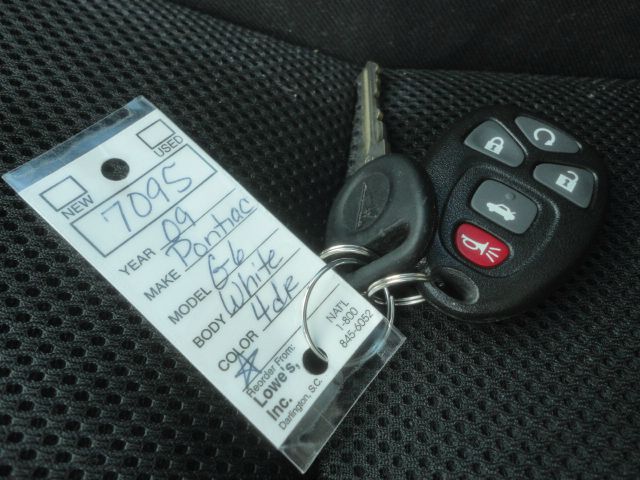 NEW USED
7095
YEAR 09
MAKE Pontiac
MODEL G6
BODY White
COLOR 4dr
Reorder From:
Lowe's,
Inc.
Darlington, S.C.
NATL
1-800
845-6052